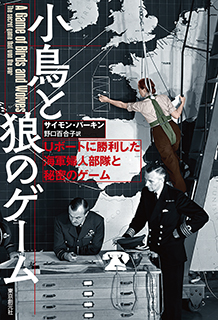 小鳥と
狼のゲーム
A Game of Birds and Wolves
The secret game that won the war
サイモン・パーキン
野口百合子訳
Uボートに勝利した
海軍婦人部隊と
秘密のゲーム
東京創元社